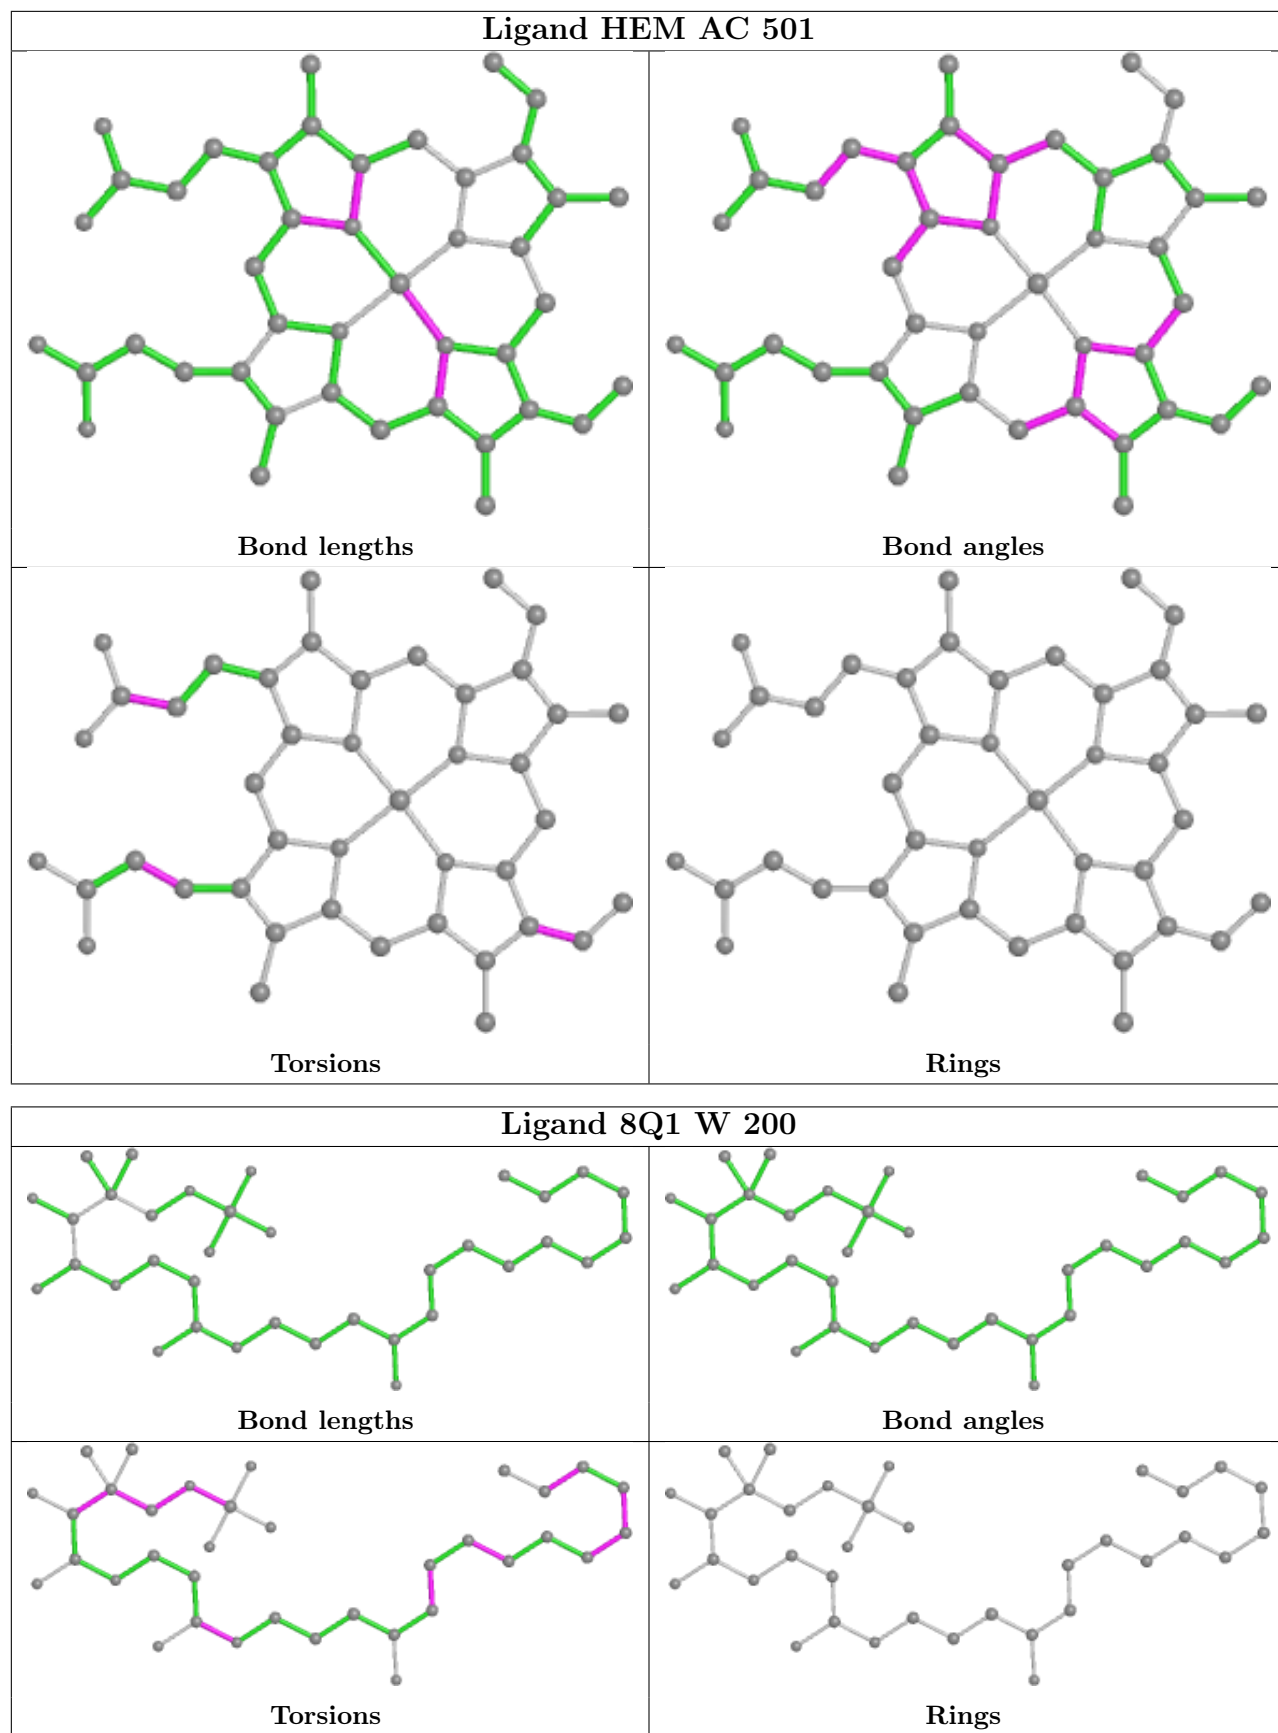 Ligand HEM AC 501
Bond lengths
Bond angles
Torsions
Rings
Ligand 8Q1 W 200
Bond lengths
Bond angles
Torsions
Rings